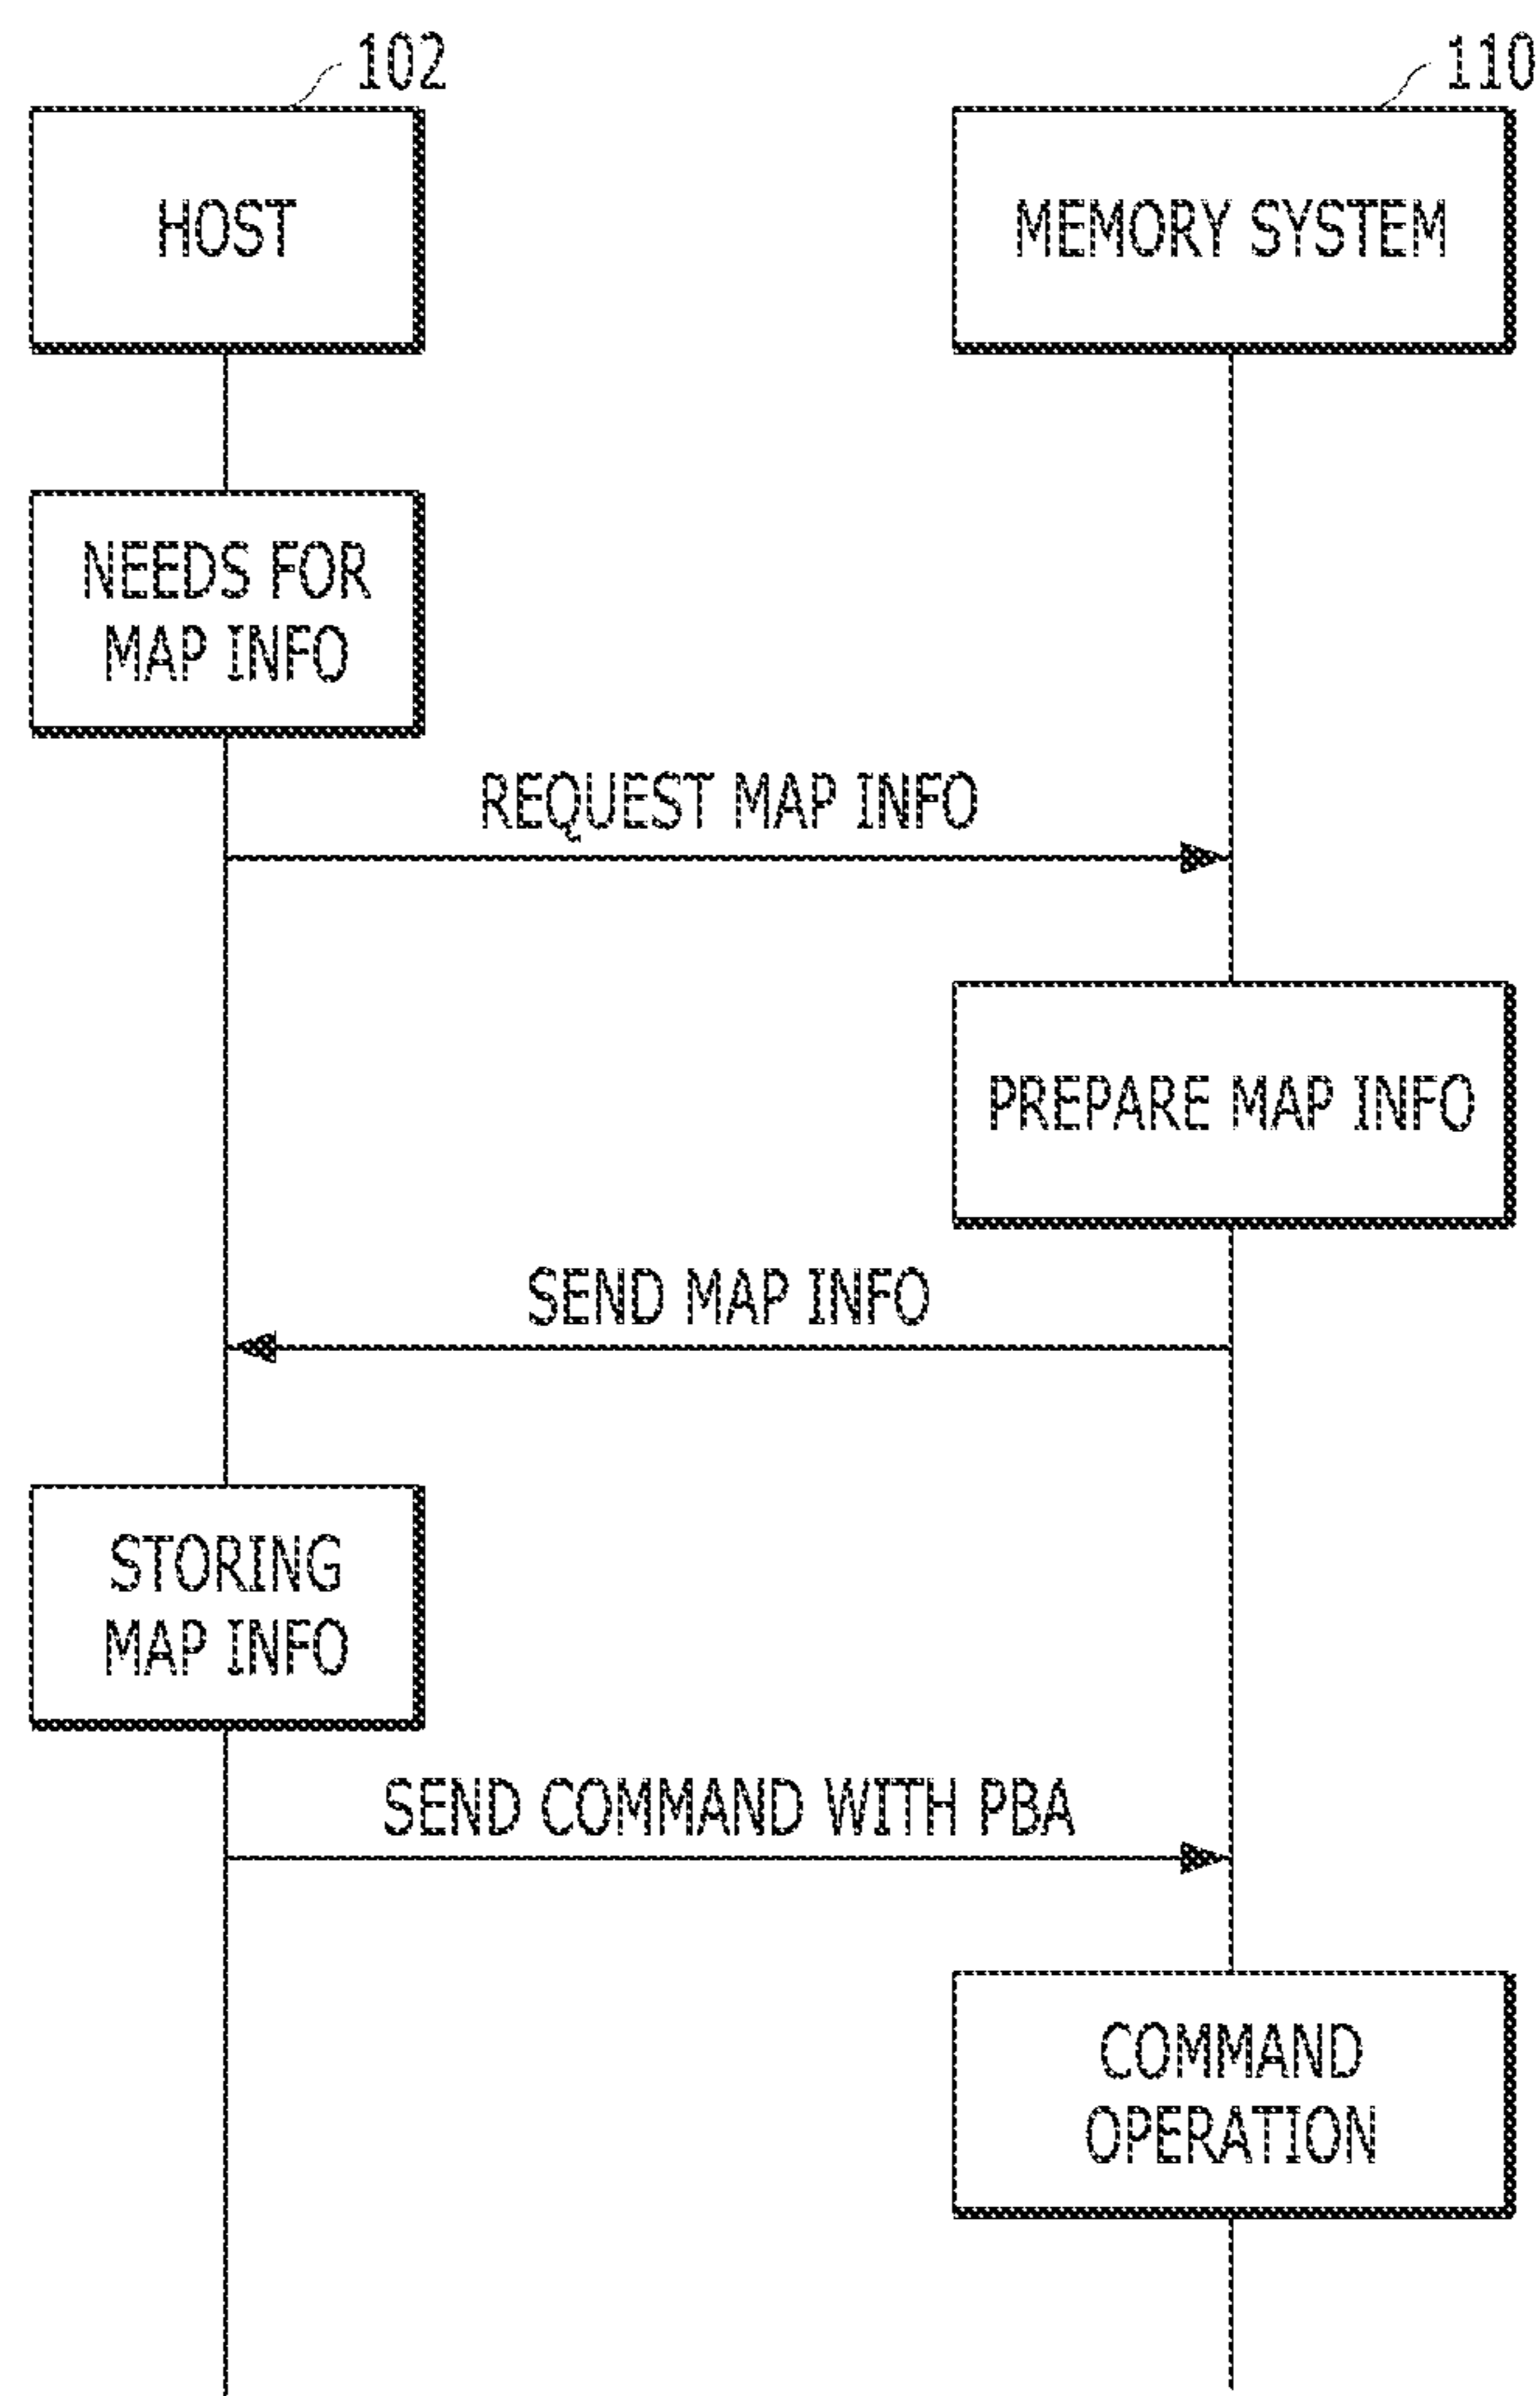 102
110
HOST
MEMORY SYSTEM
NEEDS FOR
MAP INFO
REQUEST MAP INFO
PREPARE MAP INFO
SEND MAP INFO
STORING
MAP INFO
SEND COMMAND WITH PBA
COMMAND
OPERATION